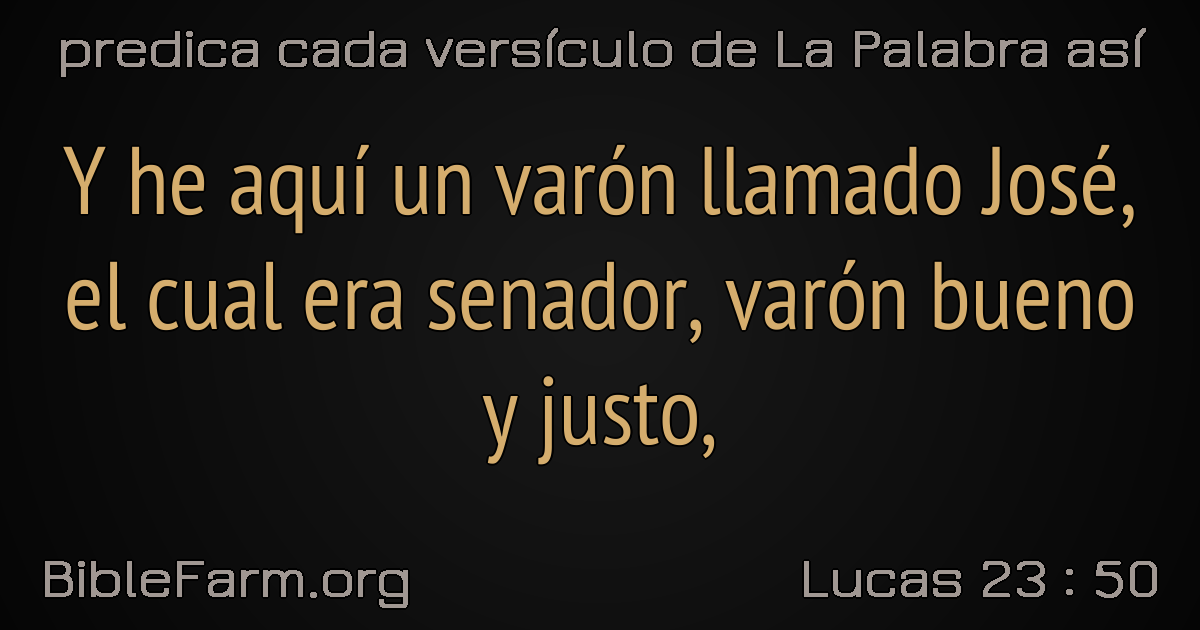 predica cada versículo de La Palabra así
Y he aquí un varón llamado José,
el cual era senador, varón bueno
y justo,
BibleFarm.org
Lucas 23 : 50